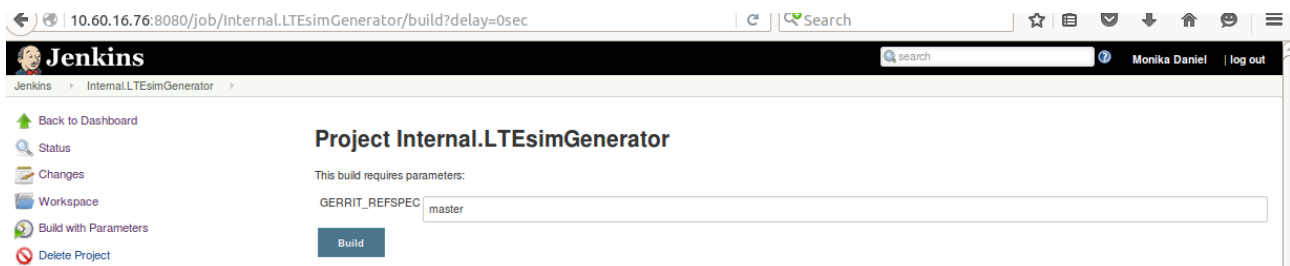 10.60.16.76:8080/job/Internal.LTEsimGenerator/build?delay=0sec Search
Jenkins search Monika Daniel | log out
Jenkins Internal.LTEsimGenerator
Back to Dashboard
Status
Changes
Workspace
Build with Parameters
Delete Project
Project Internal.LTEsimGenerator
This build requires parameters:
GERRIT_REFSPEC master
Build